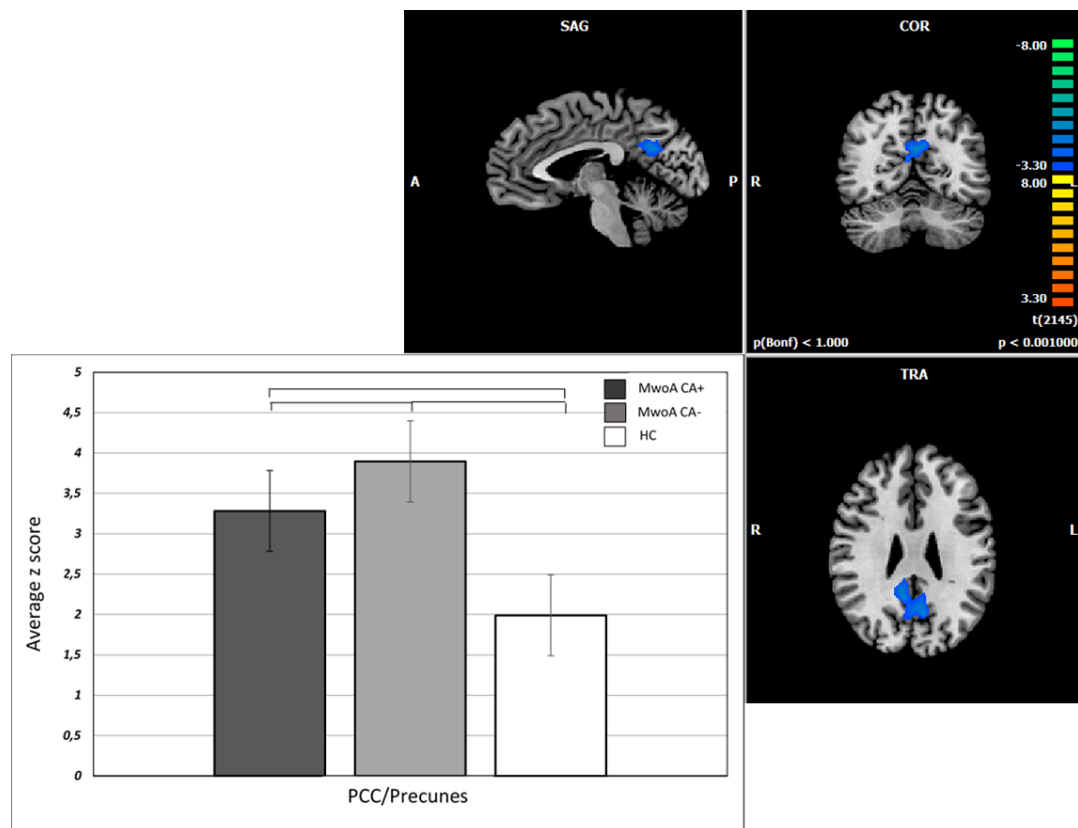 SAG
A
P
COR
R
L
-8.00
-3.30
8.00
3.30
t(2145)
p(Bonf) < 1.000
p < 0.001000
MwoA CA+
MwoA CA-
HC
Average z score
5
4,5
4
3,5
3
2,5
2
1,5
1
0,5
0
PCC/Precunes
TRA
R
L